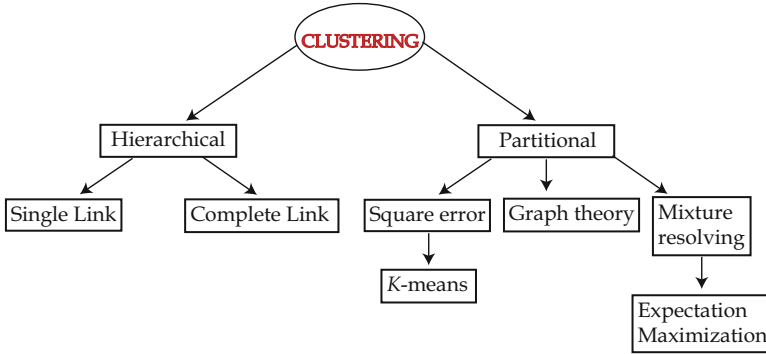 CLUSTERING
Hierarchical
Partitional
Single Link
Complete Link
Square error
Graph theory
Mixture
resolving
K-means
Expectation
Maximization